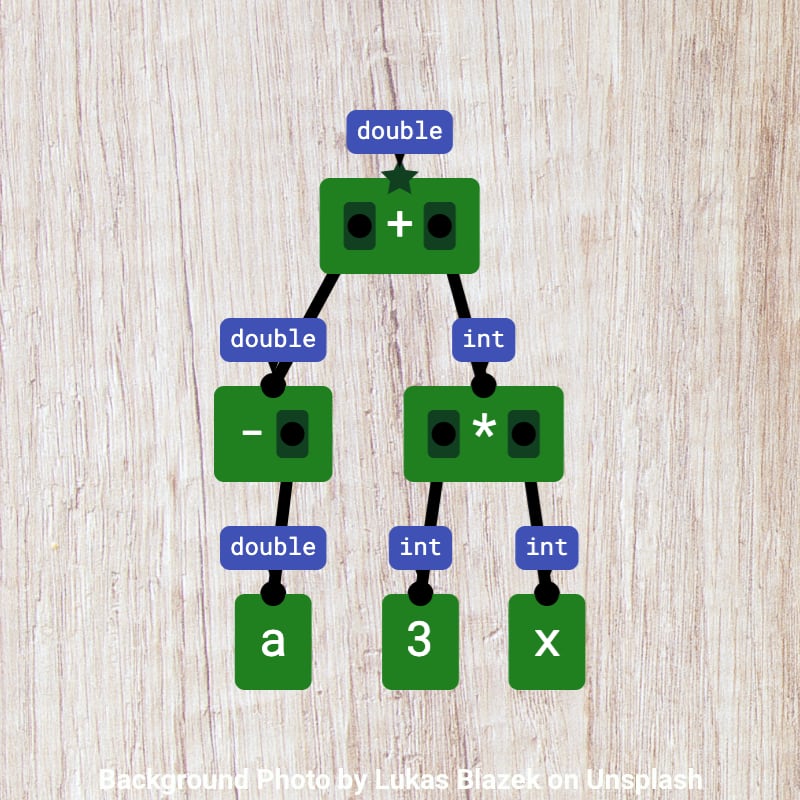 double
+
double int
- *
double int int
a 3 x
Background Photo by Lukas Blazek on Unsplash